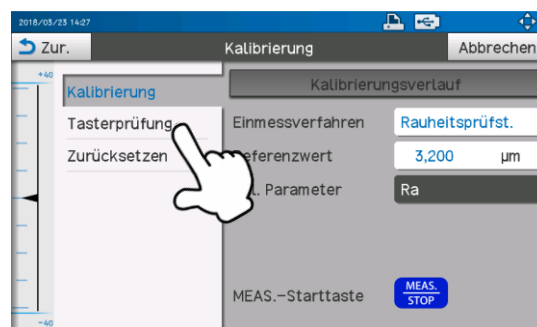 2018/03/23 14:27
Zur.
Kalibrierung
Abbrechen
+40
-40
Kalibrierung
Tasterprüfung
Zurücksetzen
Kalibrierungsverlauf
Einmessverfahren
Rauheitsprüfst.
3,200 µm
Parameter
Ra
MEAS.-Starttaste
MEAS.
STOP